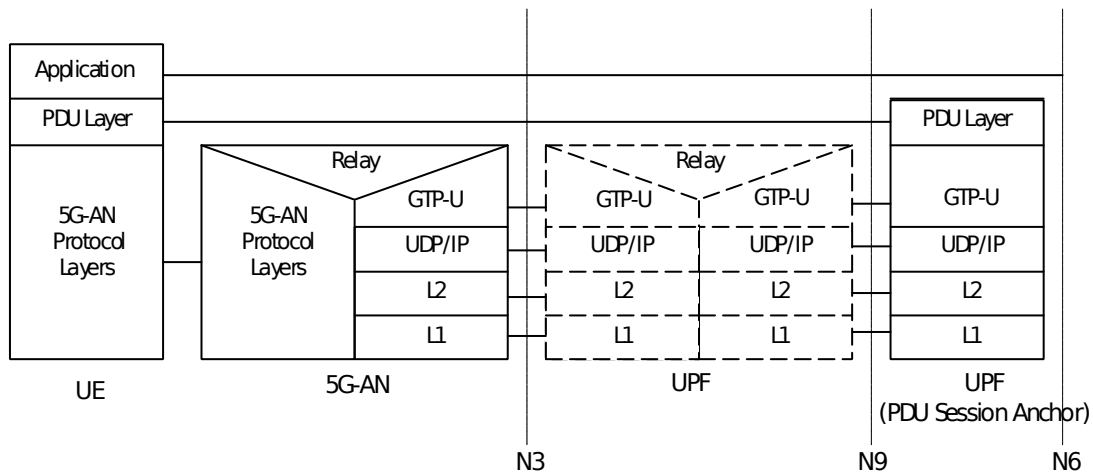 Application
PDU Layer
PDU Layer
Relay
Relay
5G-AN
Protocol
Layers
5G-AN
Protocol
Layers
GTP-U
GTP-U
GTP-U
GTP-U
UDP/IP
UDP/IP
UDP/IP
UDP/IP
L2
L2
L2
L2
L1
L1
L1
L1
UE
5G-AN
UPF
UPF
(PDU Session Anchor)
N3
N9
N6